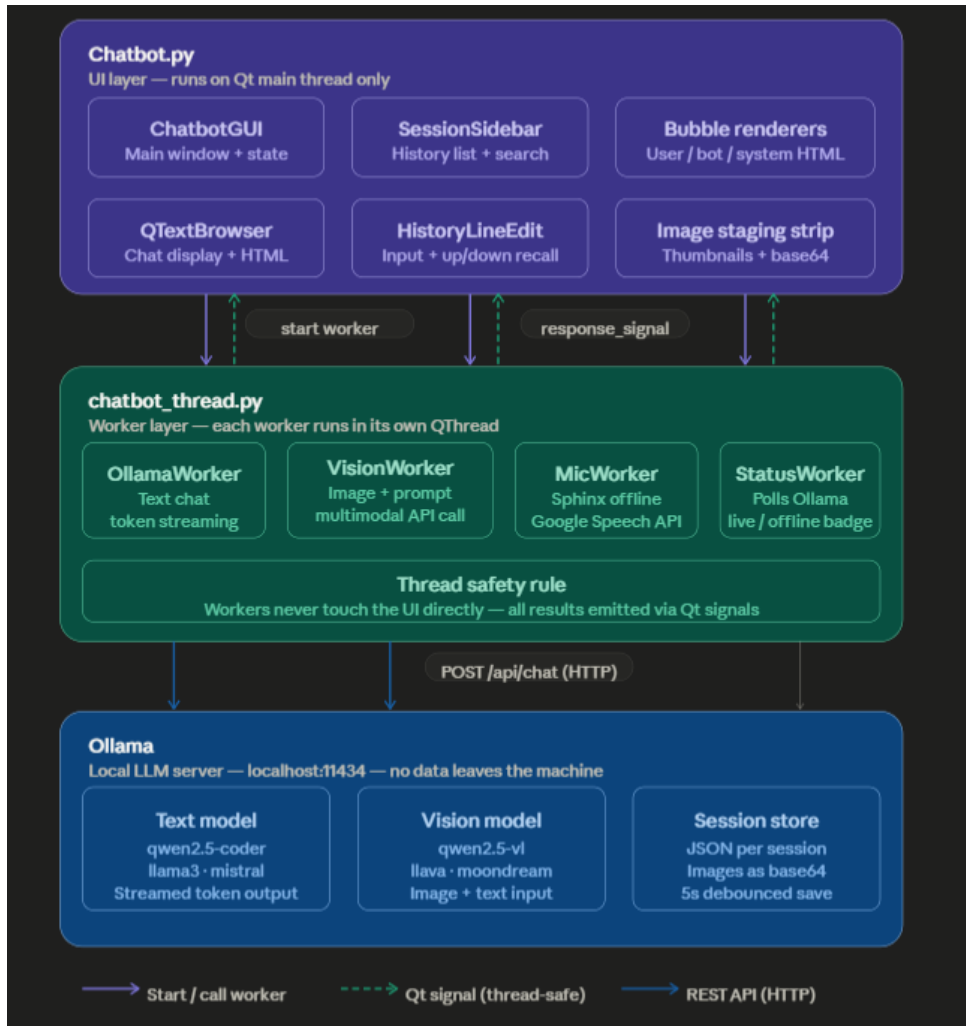 Chatbot.py
UI layer — runs on Qt main thread only
ChatbotGUI
Main window + state
SessionSidebar
History list + search
Bubble renderers
User / bot / system HTML
QTextBrowser
Chat display + HTML
HistoryLineEdit
Input + up/down recall
Image staging strip
Thumbnails + base64
start worker
response_signal
chatbot_thread.py
Worker layer — each worker runs in its own QThread
OllamaWorker
Text chat
token streaming
VisionWorker
Image + prompt
multimodal API call
MicWorker
Sphinx offline
Google Speech API
StatusWorker
Polls Ollama
live / offline badge
Thread safety rule
Workers never touch the UI directly — all results emitted via Qt signals
POST /api/chat (HTTP)
Ollama
Local LLM server — localhost:11434 — no data leaves the machine
Text model
qwen2.5-coder
llama3 · mistral
Streamed token output
Vision model
qwen2.5-vl
llava · moondream
Image + text input
Session store
JSON per session
Images as base64
5s debounced save
Start / call worker
Qt signal (thread-safe)
REST API (HTTP)